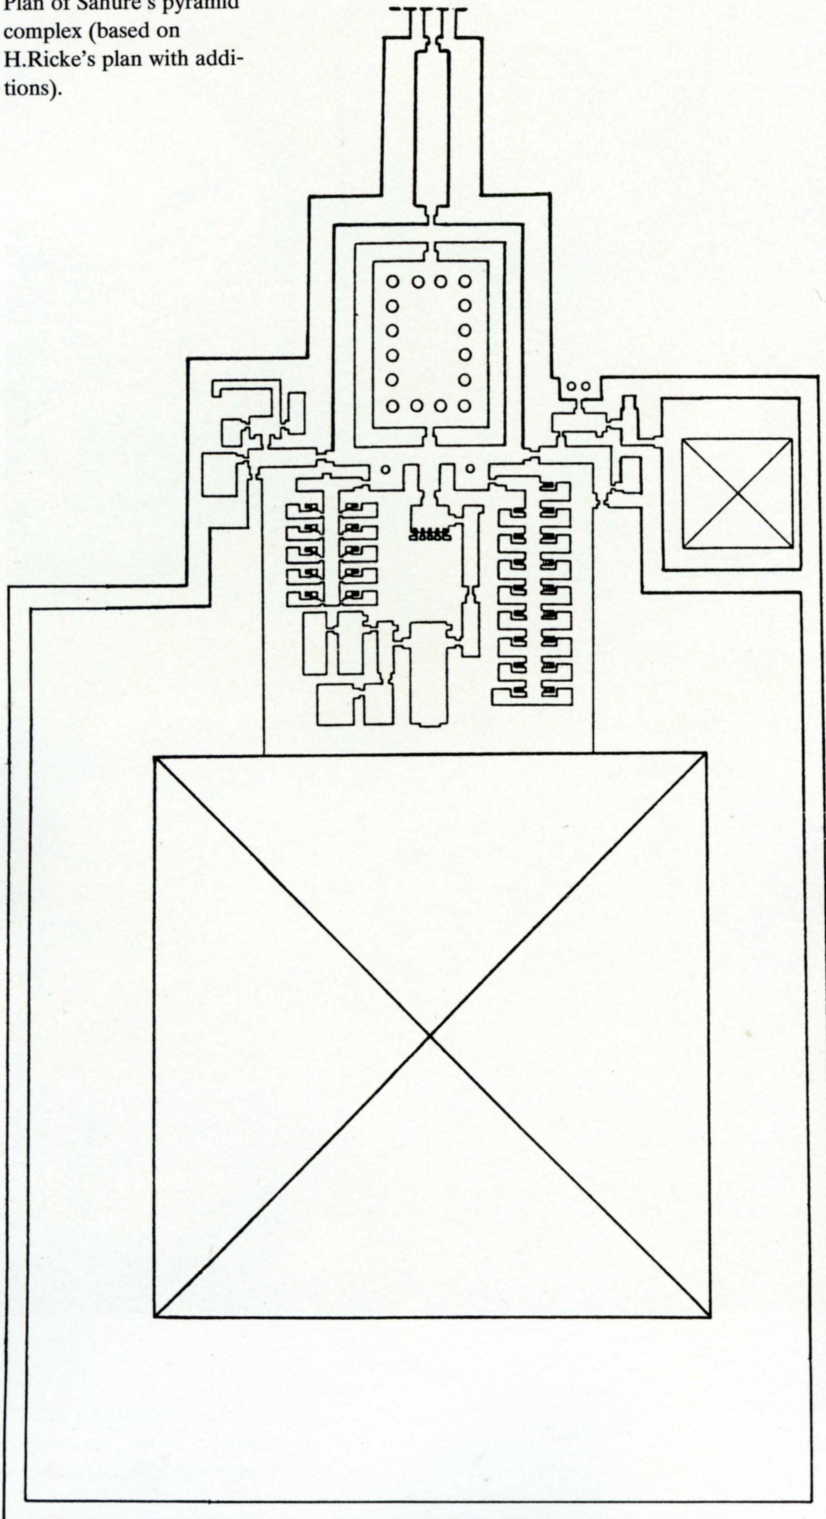 Plan of Sahure's pyramid
complex (based on
H.Ricke's plan with addi-
tions).